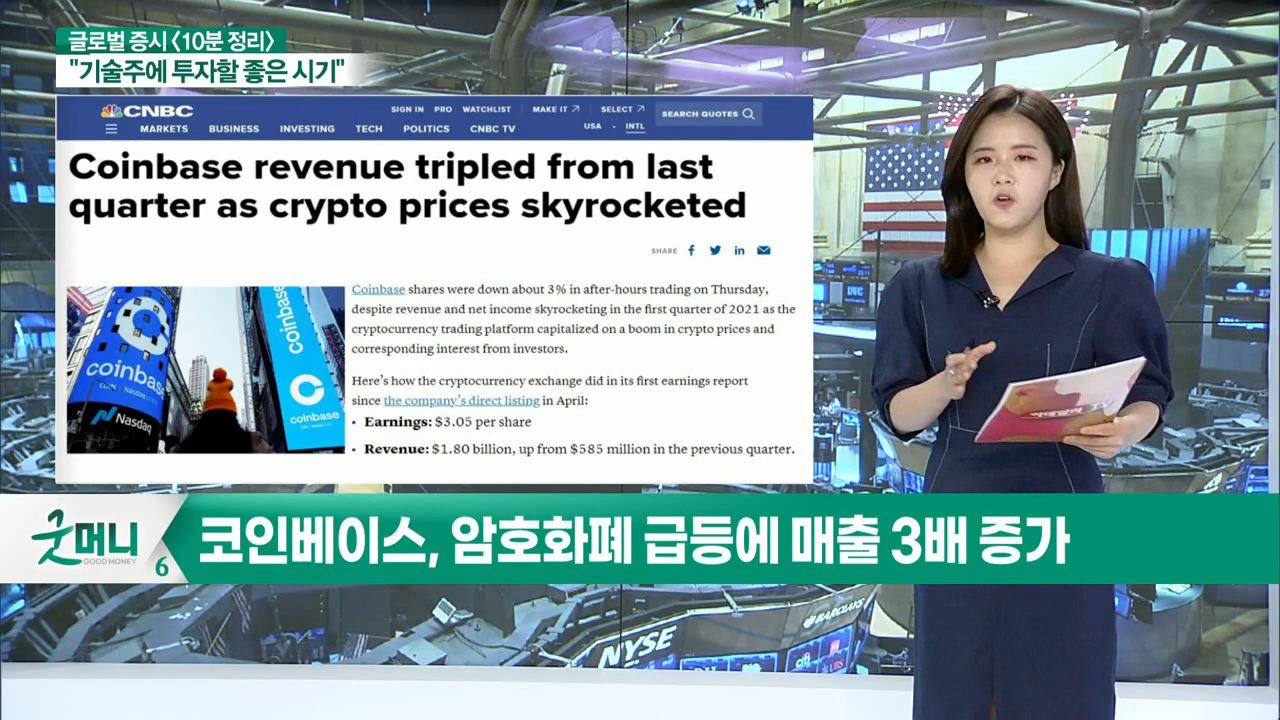 글로벌 증시 <10분 정리>
"기술주에 투자할 좋은 시기"
CNBC
SIGN IN PRO WATCHLIST MAKE IT SELECT SEARCH QUOTES
MARKETS BUSINESS INVESTING TECH POLITICS CNBC TV USA · INTL
Coinbase revenue tripled from last
quarter as crypto prices skyrocketed
SHARE
Coinbase shares were down about 3% in after-hours trading on Thursday,
despite revenue and net income skyrocketing in the first quarter of 2021 as the
cryptocurrency trading platform capitalized on a boom in crypto prices and
corresponding interest from investors.
Here's how the cryptocurrency exchange did in its first earnings report
since the company's direct listing in April:
• Earnings: $3.05 per share
• Revenue: $1.80 billion, up from $585 million in the previous quarter.
coinbase
Nasdaq
coinbase
coinbase
굿머니
GOOD MONEY
6
코인베이스, 암호화폐 급등에 매출 3배 증가
NYSE
BARCLAYS
citi
UBS